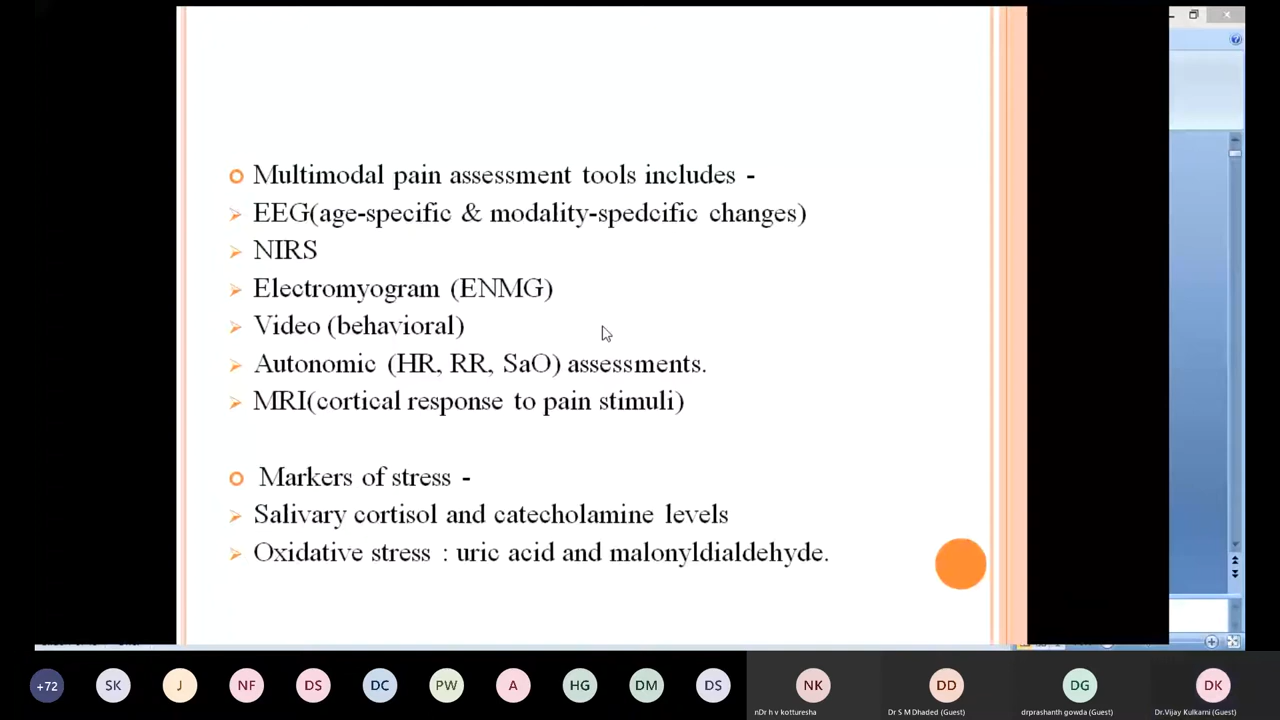 Multimodal pain assessment tools includes -
EEG(age-specific & modality-spedcific changes)
NIRS
Electromyogram (ENMG)
Video (behavioral)
Autonomic (HR, RR, SaO) assessments.
MRI(cortical response to pain stimuli)
Markers of stress -
Salivary cortisol and catecholamine levels
Oxidative stress : uric acid and malonyldialdehyde.
+72 SK J NF DS DC PW A HG DM DS NK DD DG DK
nDr h v kotturesha Dr S M Dhaded (Guest) drprashanth gowda (Guest) Dr.Vijay Kulkarni (Guest)